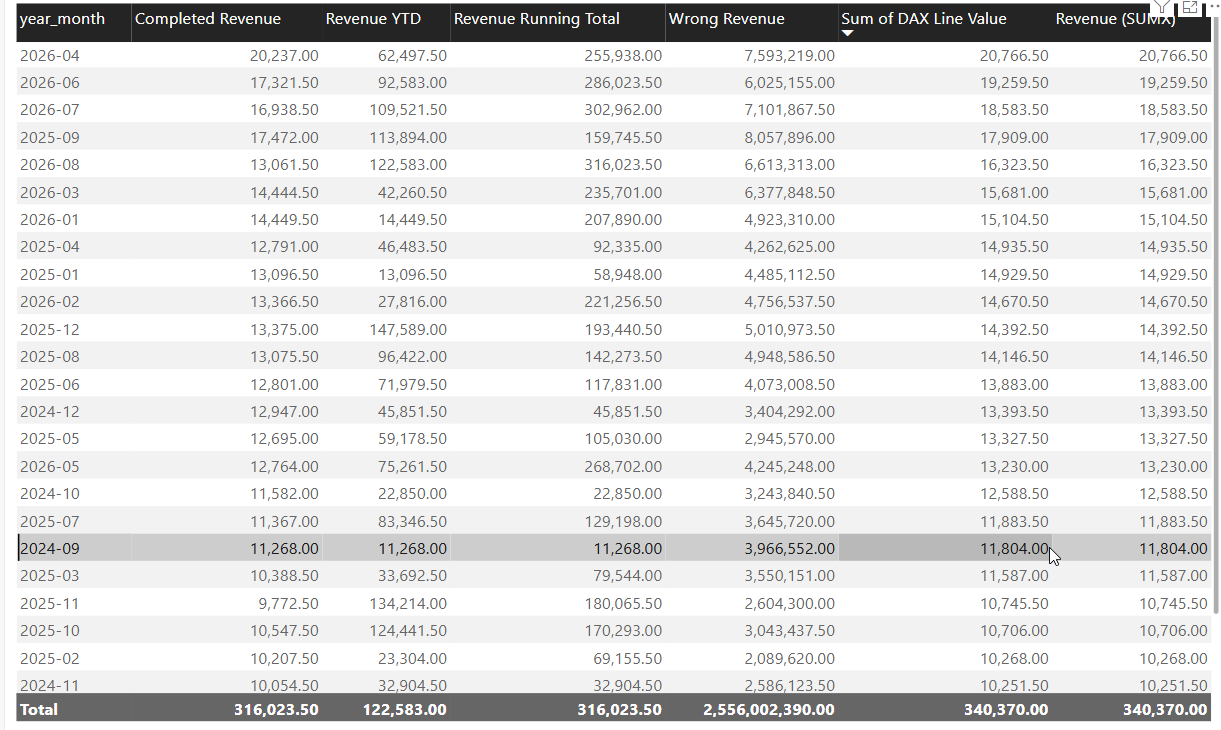 year_month Completed Revenue Revenue YTD Revenue Running Total Wrong Revenue Sum of DAX Line Value Revenue (SUMX)
2026-04 20,237.00 62,497.50 255,938.00 7,593,219.00 20,766.50 20,766.50
2026-06 17,321.50 92,583.00 286,023.50 6,025,155.00 19,259.50 19,259.50
2026-07 16,938.50 109,521.50 302,962.00 7,101,867.50 18,583.50 18,583.50
2025-09 17,472.00 113,894.00 159,745.50 8,057,896.00 17,909.00 17,909.00
2026-08 13,061.50 122,583.00 316,023.50 6,613,313.00 16,323.50 16,323.50
2026-03 14,444.50 42,260.50 235,701.00 6,377,848.50 15,681.00 15,681.00
2026-01 14,449.50 14,449.50 207,890.00 4,923,310.00 15,104.50 15,104.50
2025-04 12,791.00 46,483.50 92,335.00 4,262,625.00 14,935.50 14,935.50
2025-01 13,096.50 13,096.50 58,948.00 4,485,112.50 14,929.50 14,929.50
2026-02 13,366.50 27,816.00 221,256.50 4,756,537.50 14,670.50 14,670.50
2025-12 13,375.00 147,589.00 193,440.50 5,010,973.50 14,392.50 14,392.50
2025-08 13,075.50 96,422.00 142,273.50 4,948,586.50 14,146.50 14,146.50
2025-06 12,801.00 71,979.50 117,831.00 4,073,008.50 13,883.00 13,883.00
2024-12 12,947.00 45,851.50 45,851.50 3,404,292.00 13,393.50 13,393.50
2025-05 12,695.00 59,178.50 105,030.00 2,945,570.00 13,327.50 13,327.50
2026-05 12,764.00 75,261.50 268,702.00 4,245,248.00 13,230.00 13,230.00
2024-10 11,582.00 22,850.00 22,850.00 3,243,840.50 12,588.50 12,588.50
2025-07 11,367.00 83,346.50 129,198.00 3,645,720.00 11,883.50 11,883.50
2024-09 11,268.00 11,268.00 11,268.00 3,966,552.00 11,804.00 11,804.00
2025-03 10,388.50 33,692.50 79,544.00 3,550,151.00 11,587.00 11,587.00
2025-11 9,772.50 134,214.00 180,065.50 2,604,300.00 10,745.50 10,745.50
2025-10 10,547.50 124,441.50 170,293.00 3,043,437.50 10,706.00 10,706.00
2025-02 10,207.50 23,304.00 69,155.50 2,089,620.00 10,268.00 10,268.00
2024-11 10,054.50 32,904.50 32,904.50 2,586,123.50 10,251.50 10,251.50
Total 316,023.50 122,583.00 316,023.50 2,556,002,390.00 340,370.00 340,370.00